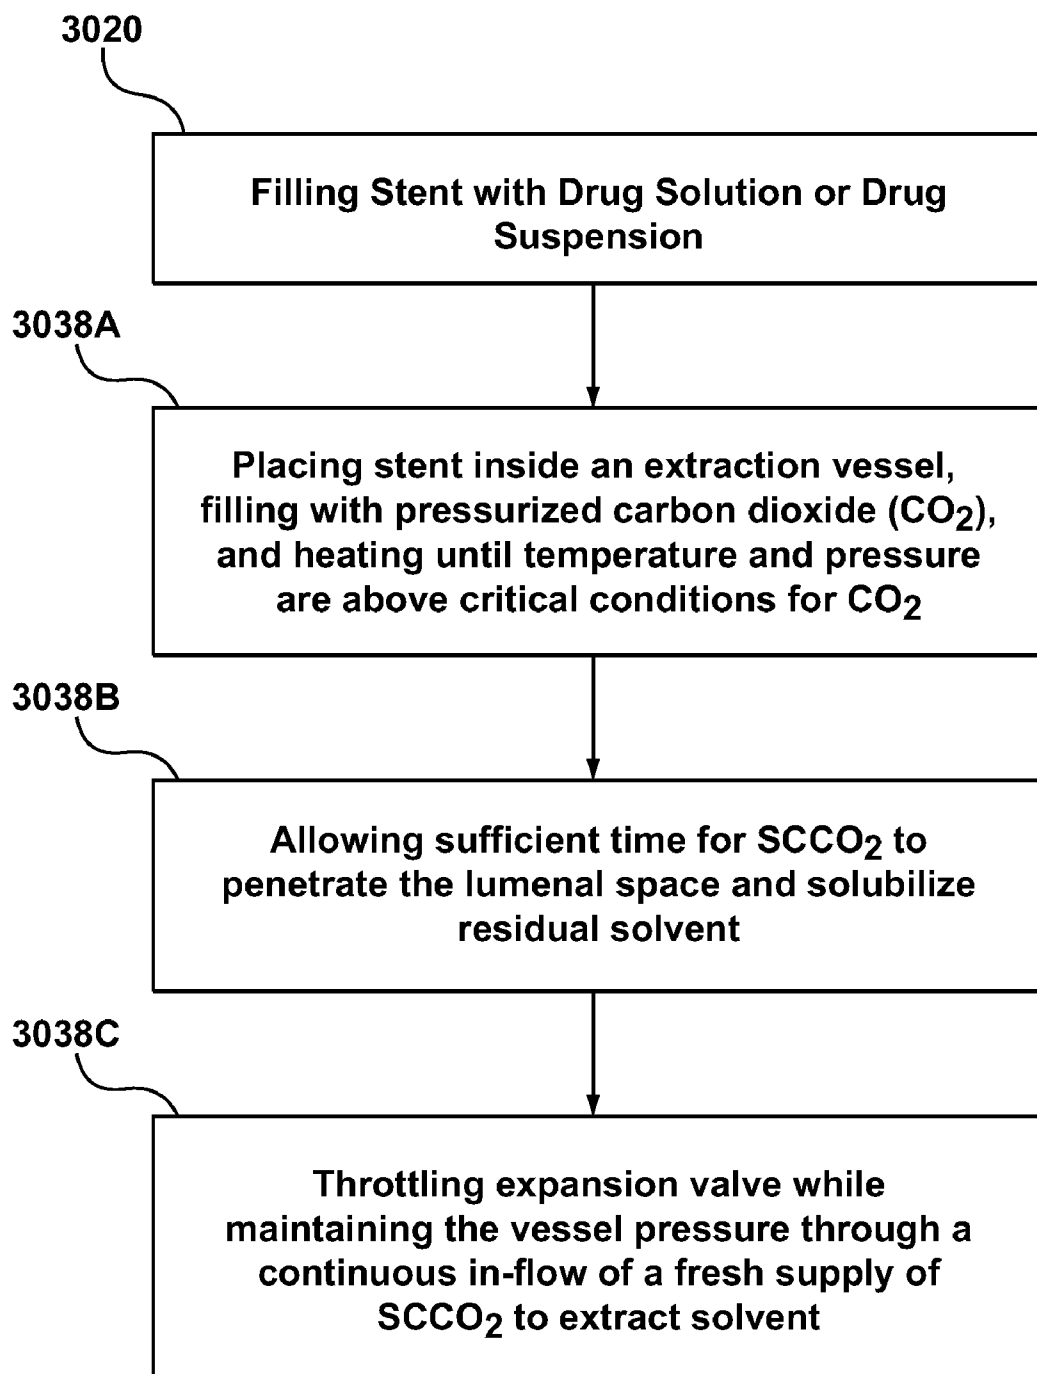 3020
Filling Stent with Drug Solution or Drug
Suspension
3038A
Placing stent inside an extraction vessel,
filling with pressurized carbon dioxide (CO₂),
and heating until temperature and pressure
are above critical conditions for CO₂
3038B
Allowing sufficient time for SCCO₂ to
penetrate the lumenal space and solubilize
residual solvent
3038C
Throttling expansion valve while
maintaining the vessel pressure through a
continuous in-flow of a fresh supply of
SCCO₂ to extract solvent